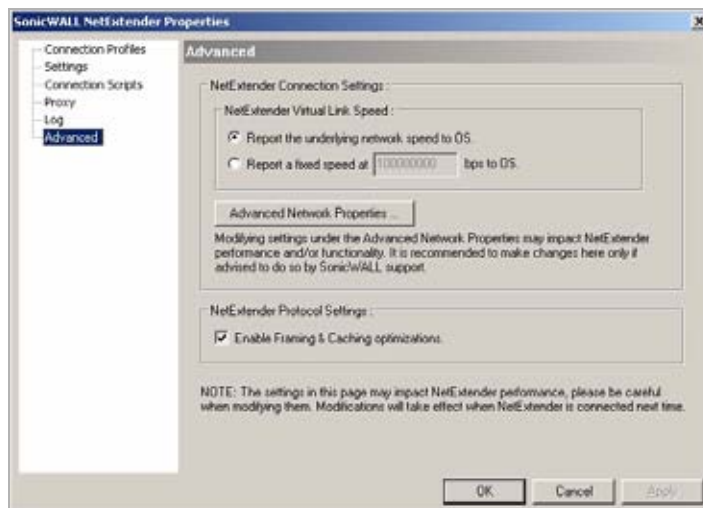 SonicWALL NetExtender Properties
Connection Profiles
Settings
Connection Scripts
Proxy
Log
Advanced
Advanced
NetExtender Connection Settings :
NetExtender Virtual Link Speed :
Report the underlying network speed to OS.
Report a fixed speed at 100000000 bps to OS.
Advanced Network Properties ...
Modifying settings under the Advanced Network Properties may impact NetExtender
performance and/or functionality. It is recommended to make changes here only if
advised to do so by SonicWALL support.
NetExtender Protocol Settings :
Enable Framing & Caching optimizations.
NOTE: The settings in this page may impact NetExtender performance, please be careful
when modifying them. Modifications will take effect when NetExtender is connected next time.
OK Cancel Apply